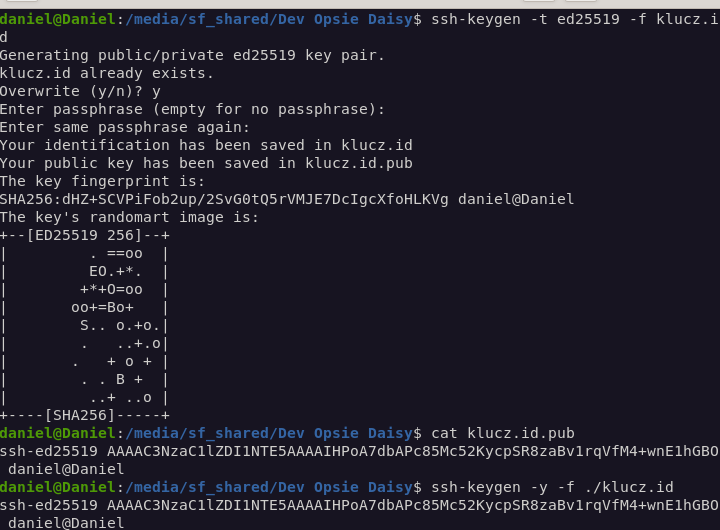 daniel@Daniel:/media/sf_shared/Dev Opsie Daisy$ ssh-keygen -t ed25519 -f klucz.i
d
Generating public/private ed25519 key pair.
klucz.id already exists.
Overwrite (y/n)? y
Enter passphrase (empty for no passphrase):
Enter same passphrase again:
Your identification has been saved in klucz.id
Your public key has been saved in klucz.id.pub
The key fingerprint is:
SHA256:dHZ+SCVPiFob2up/2SvG0tQ5rVMJE7DcIgcXfoHLKVg daniel@Daniel
The key's randomart image is:
+--[ED25519 256]--+
|         . ==oo  |
|         EO.+*.  |
|        +*+O=oo  |
|       oo+=Bo+   |
|        S.. o.+o.|
|        .   ..+.o|
|       .   + o + |
|        . . B +  |
|         ..+ ..o |
+----[SHA256]-----+
daniel@Daniel:/media/sf_shared/Dev Opsie Daisy$ cat klucz.id.pub
ssh-ed25519 AAAAC3NzaC1lZDI1NTE5AAAAIHPoA7dbAPc85Mc52KycpSR8zaBv1rqVfM4+wnE1hGBO
 daniel@Daniel
daniel@Daniel:/media/sf_shared/Dev Opsie Daisy$ ssh-keygen -y -f ./klucz.id
ssh-ed25519 AAAAC3NzaC1lZDI1NTE5AAAAIHPoA7dbAPc85Mc52KycpSR8zaBv1rqVfM4+wnE1hGBO
 daniel@Daniel